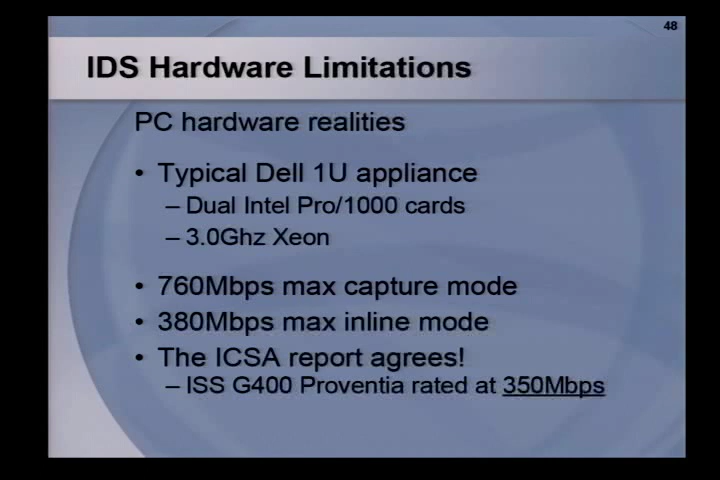 48
IDS Hardware Limitations
PC hardware realities
• Typical Dell 1U appliance
– Dual Intel Pro/1000 cards
– 3.0Ghz Xeon
• 760Mbps max capture mode
• 380Mbps max inline mode
• The ICSA report agrees!
– ISS G400 Proventia rated at 350Mbps